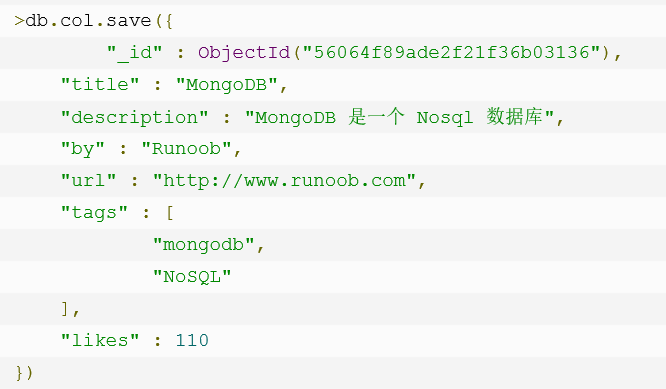 >db.col.save({
        "_id" : ObjectId("56064f89ade2f21f36b03136"),
    "title" : "MongoDB",
    "description" : "MongoDB 是一个 Nosql 数据库",
    "by" : "Runoob",
    "url" : "http://www.runoob.com",
    "tags" : [
            "mongodb",
            "NoSQL"
    ],
    "likes" : 110
})